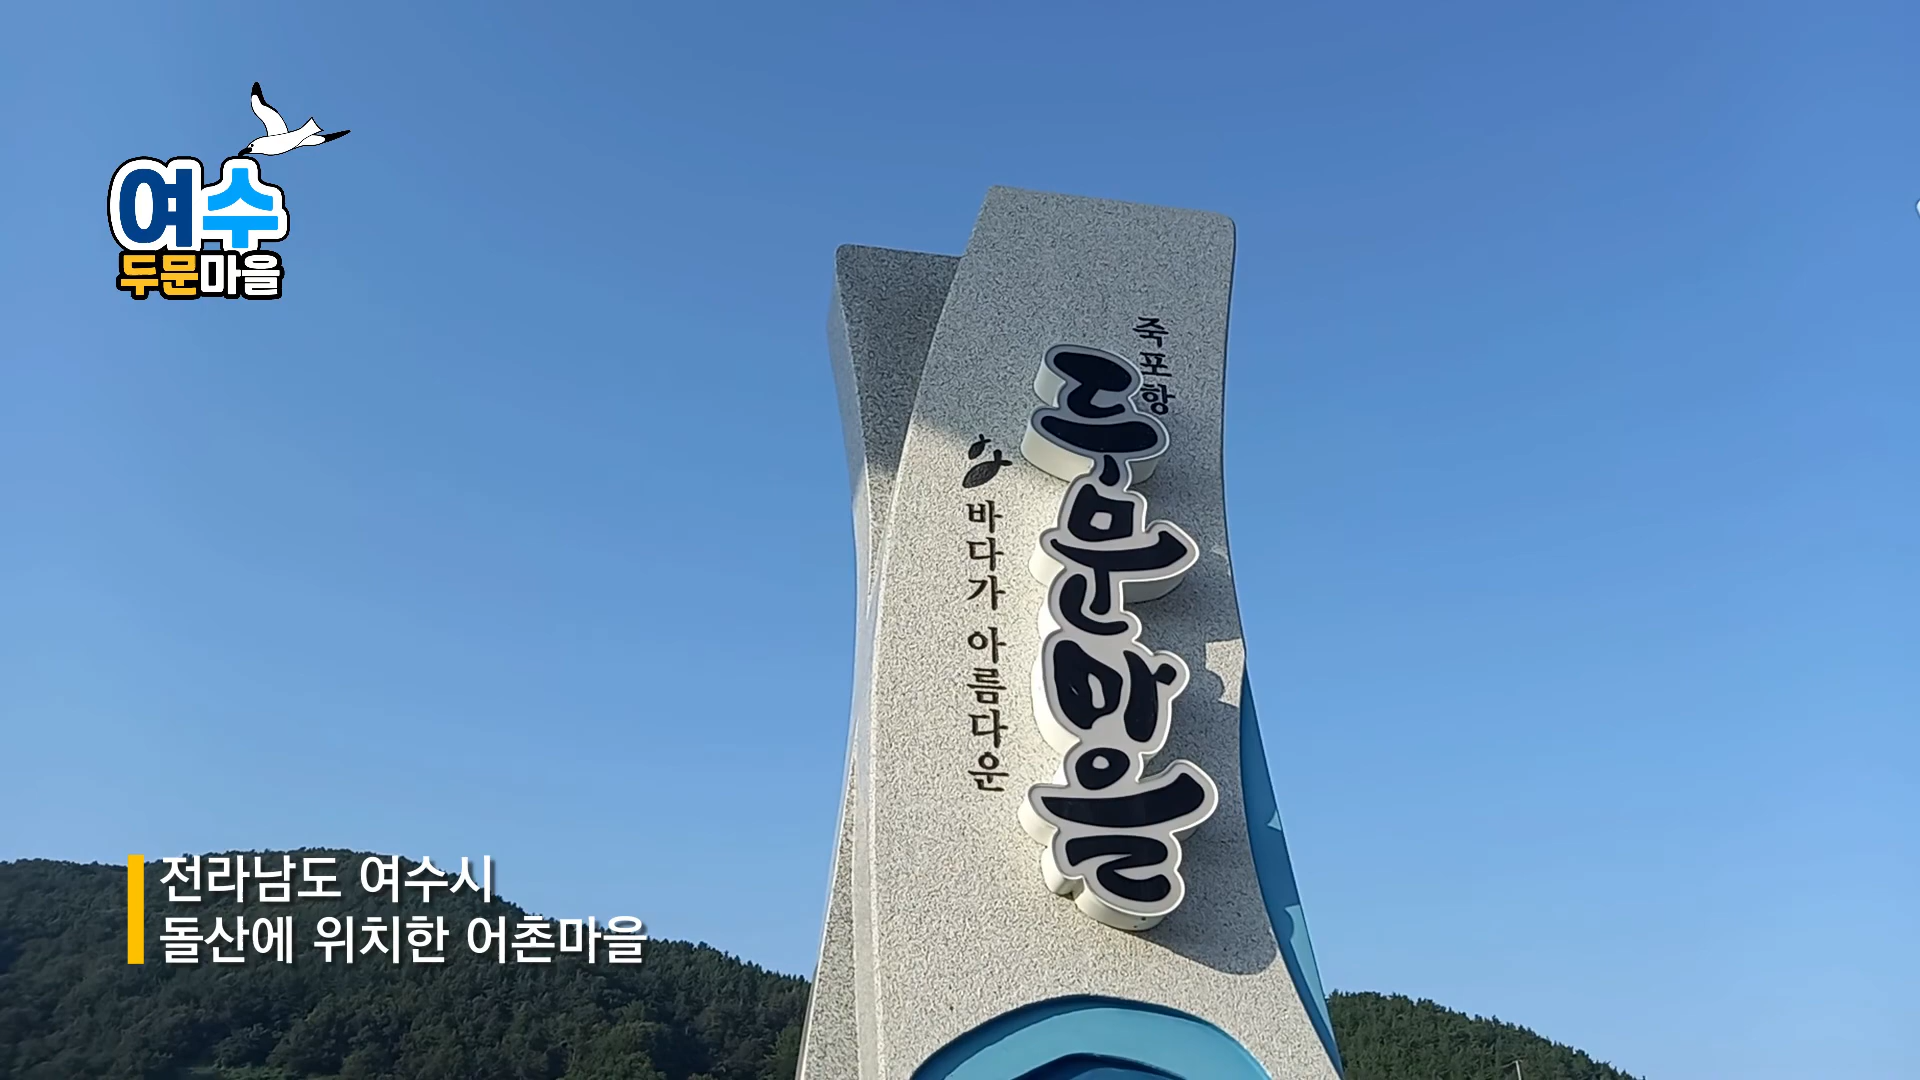 여수
두문마을
죽포항
두문마을
바다가 아름다운
전라남도 여수시
돌산에 위치한 어촌마을